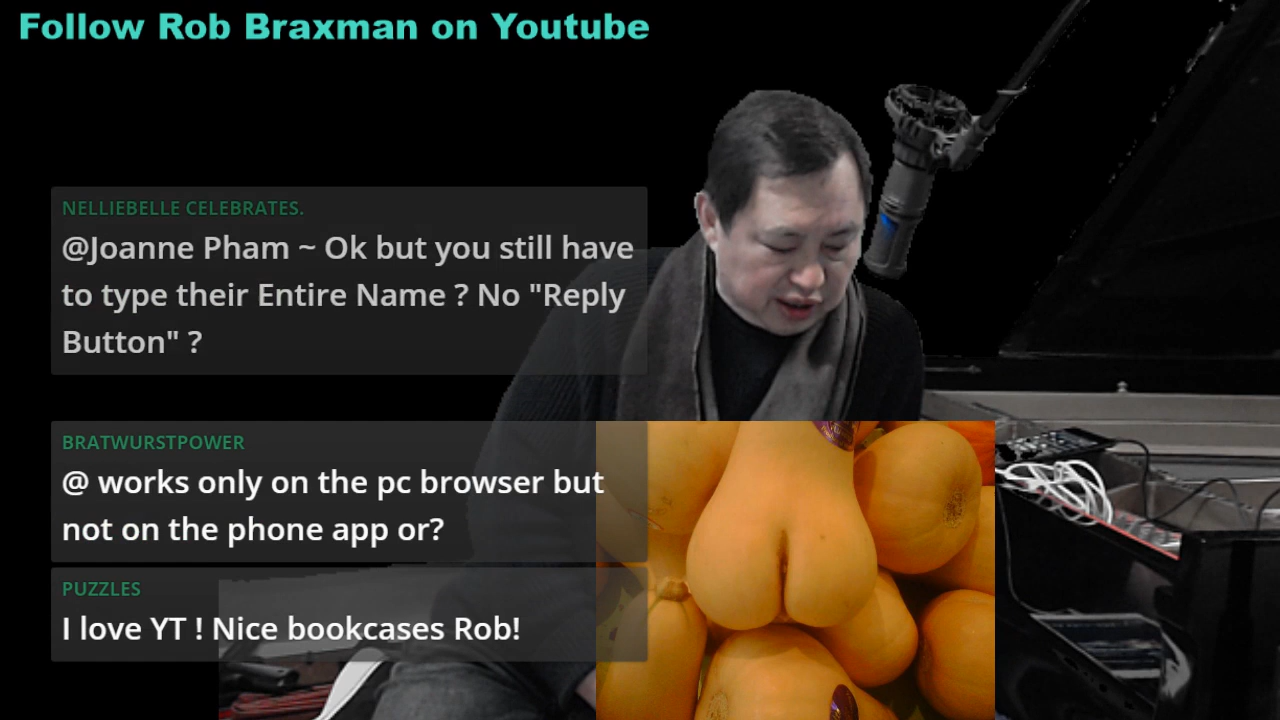 Follow Rob Braxman on Youtube
NELLIEBELLE CELEBRATES.
@Joanne Pham ~ Ok but you still have
to type their Entire Name ? No "Reply
Button" ?
BRATWURSTPOWER
@ works only on the pc browser but
not on the phone app or?
PUZZLES
I love YT ! Nice bookcases Rob!